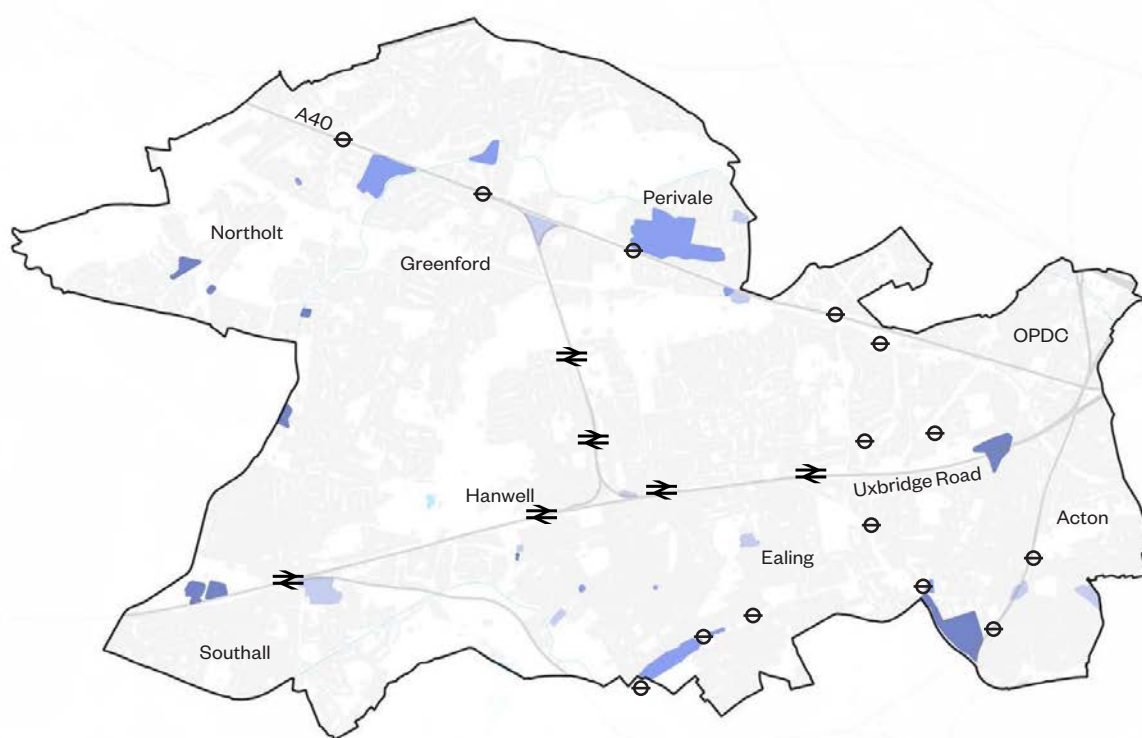 A40
Perivale
Northolt
Greenford
OPDC
Hanwell
Uxbridge Road
Acton
Ealing
Southall